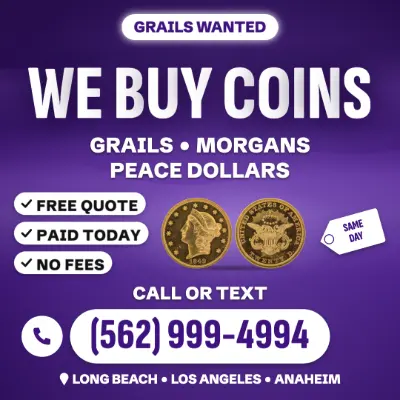 GRAILS WANTED
WE BUY COINS
GRAILS • MORGANS
PEACE DOLLARS
FREE QUOTE
PAID TODAY
NO FEES
SAME
DAY
CALL OR TEXT
(562) 999-4994
LONG BEACH • LOS ANGELES • ANAHEIM